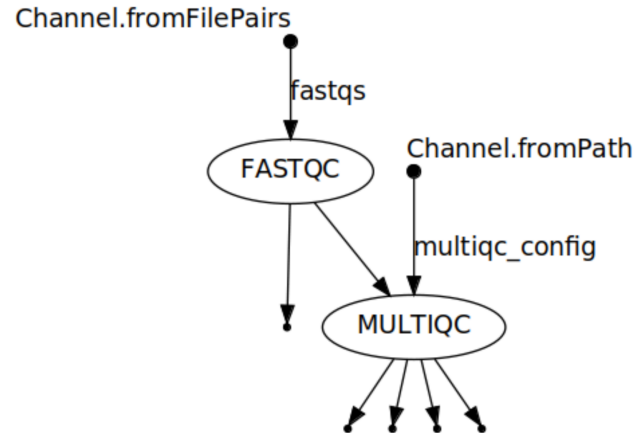 Channel.fromFilePairs
fastqs
FASTQC
Channel.fromPath
multiqc_config
MULTIQC